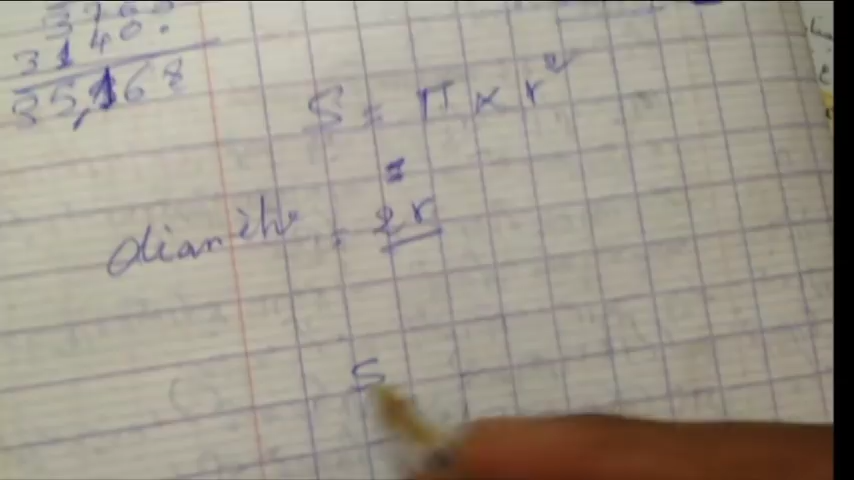 3140.
35,168
S = π x r²
=
diamètre = 2r
S